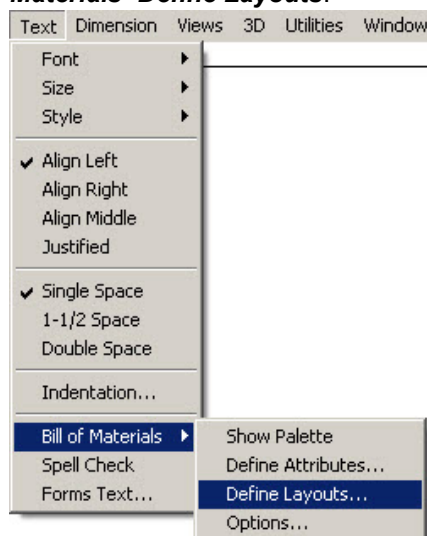 Materials>Define Layouts.
Text Dimension Views 3D Utilities Window
Font
Size
Style
Align Left
Align Right
Align Middle
Justified
Single Space
1-1/2 Space
Double Space
Indentation...
Bill of Materials Show Palette
Spell Check Define Attributes...
Forms Text... Define Layouts...
Options...